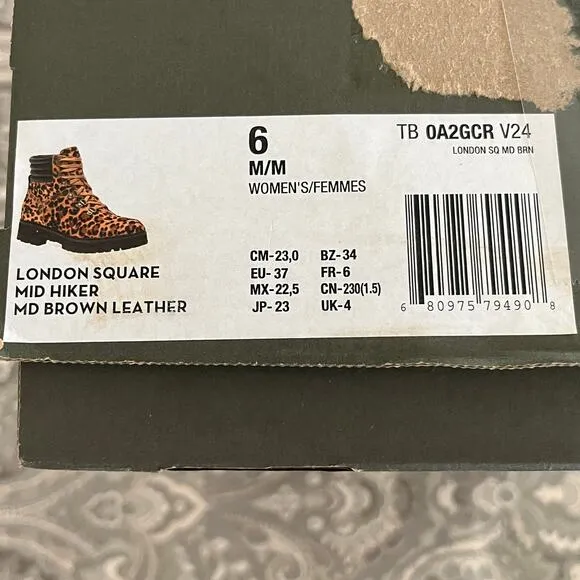 6
M/M
WOMEN'S/FEMMES
TB 0A2GCR V24
LONDON SQ MD BRN
LONDON SQUARE
MID HIKER
MD BROWN LEATHER
CM-23,0 BZ-34
EU-37 FR-6
MX-22,5 CN-230(1.5)
JP-23 UK-4
6 80975 79490 8